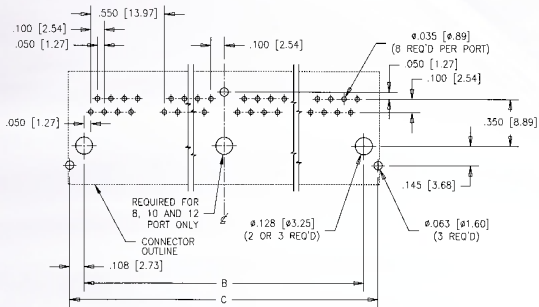 .550 [13.97]
.100 [2.54]
.050 [1.27]
.100 [2.54]
ø.035 [ø.89]
(8 REQ'D PER PORT)
.050 [1.27]
.100 [2.54]
.050 [1.27]
.350 [8.89]
.145 [3.68]
REQUIRED FOR
8, 10 AND 12
PORT ONLY
CONNECTOR
OUTLINE
ø.128 [ø3.25]
(2 OR 3 REQ'D)
ø.063 [ø1.60]
(3 REQ'D)
.108 [2.73]
B
C